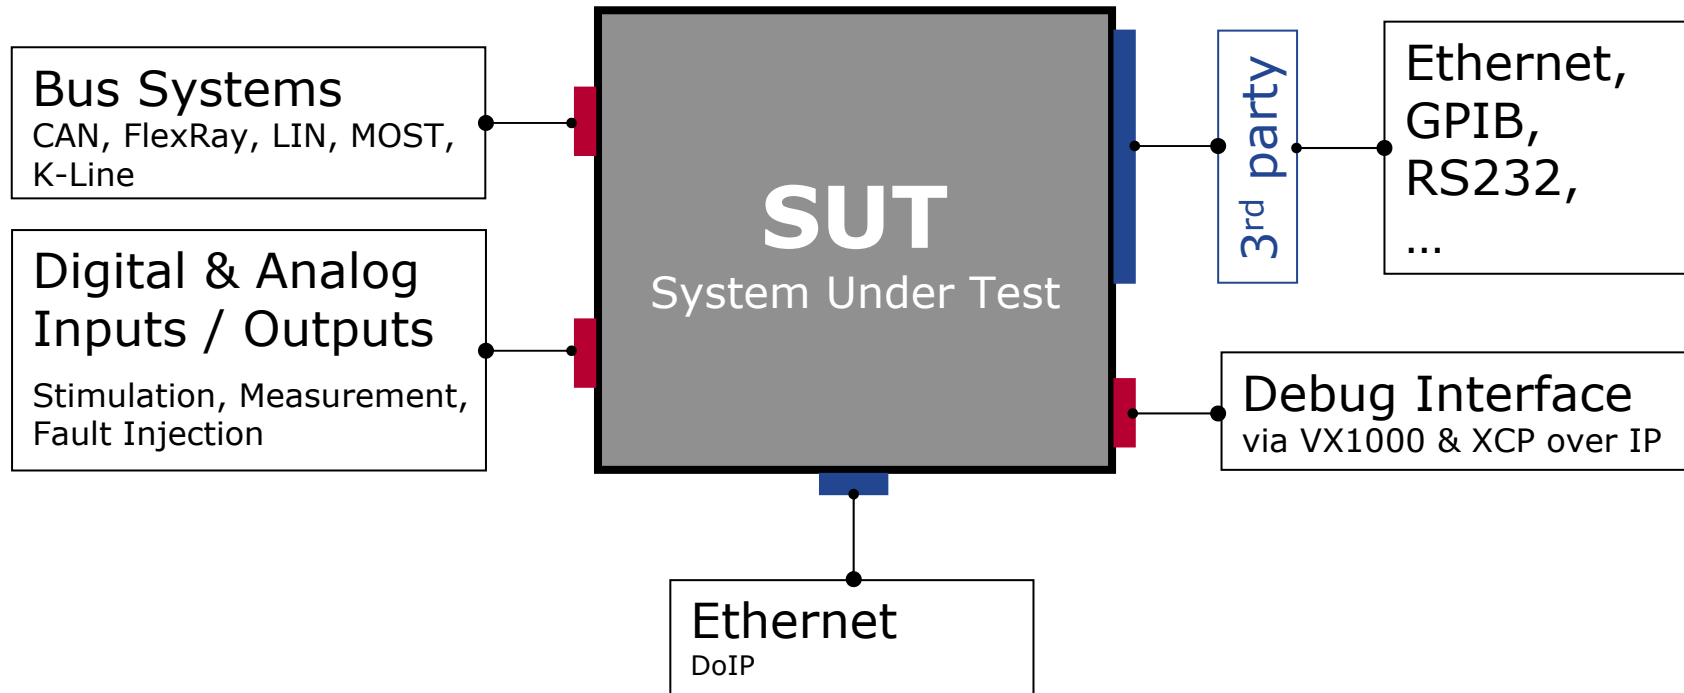 Bus Systems
CAN, FlexRay, LIN, MOST,
K-Line
Digital & Analog
Inputs / Outputs
Stimulation, Measurement,
Fault Injection
SUT
System Under Test
3rd party
Ethernet,
GPIB,
RS232,
...
Debug Interface
via VX1000 & XCP over IP
Ethernet
DoIP